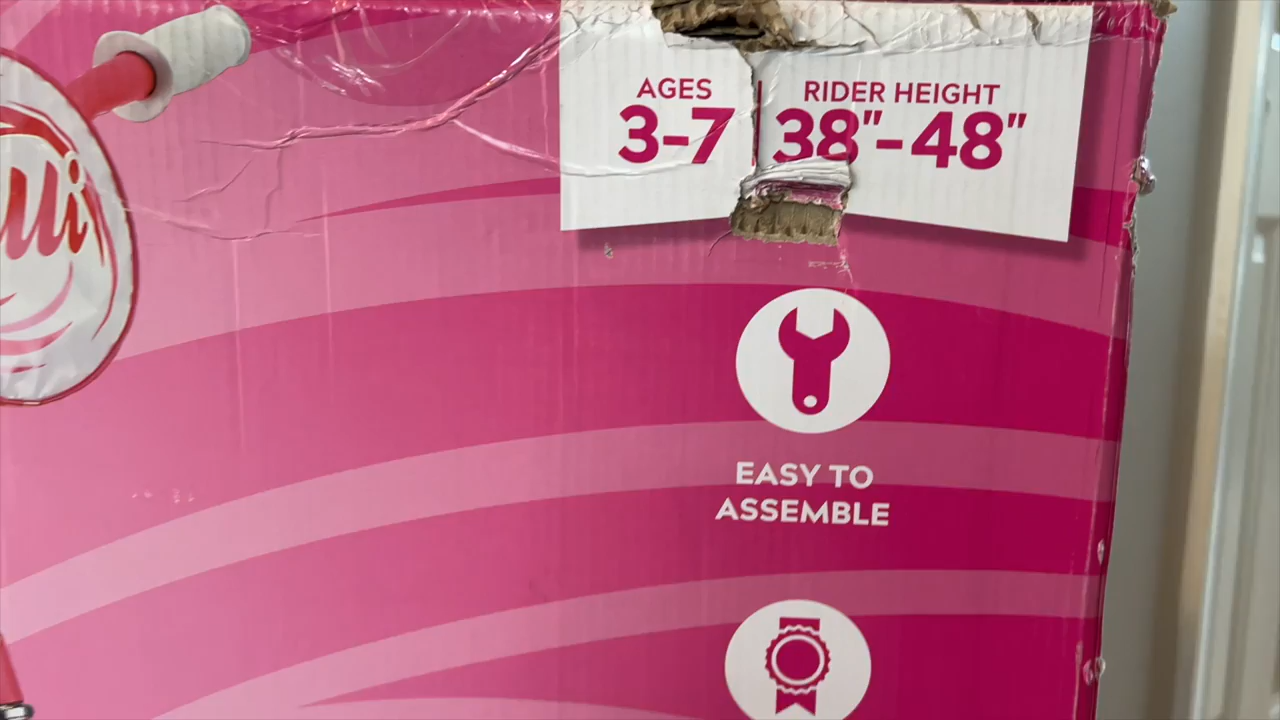 AGES
3-7
RIDER HEIGHT
38"-48"
EASY TO
ASSEMBLE